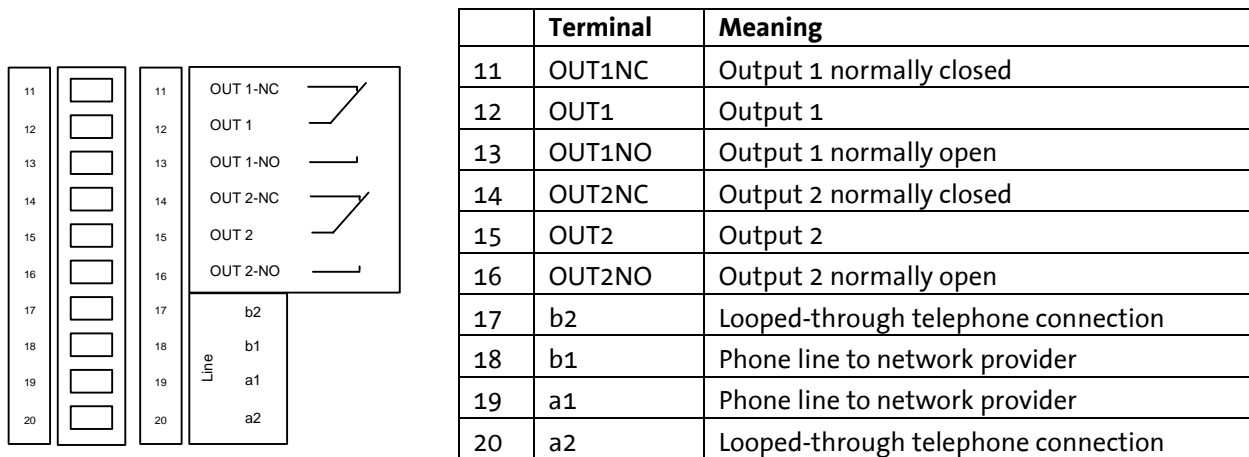 11
12
13
14
15
16
17
18
19
20
11 OUT 1-NC
12 OUT 1
13 OUT 1-NO
14 OUT 2-NC
15 OUT 2
16 OUT 2-NO
Line
17 b2
18 b1
19 a1
20 a2
Terminal Meaning
11 OUT1NC Output 1 normally closed
12 OUT1 Output 1
13 OUT1NO Output 1 normally open
14 OUT2NC Output 2 normally closed
15 OUT2 Output 2
16 OUT2NO Output 2 normally open
17 b2 Looped-through telephone connection
18 b1 Phone line to network provider
19 a1 Phone line to network provider
20 a2 Looped-through telephone connection